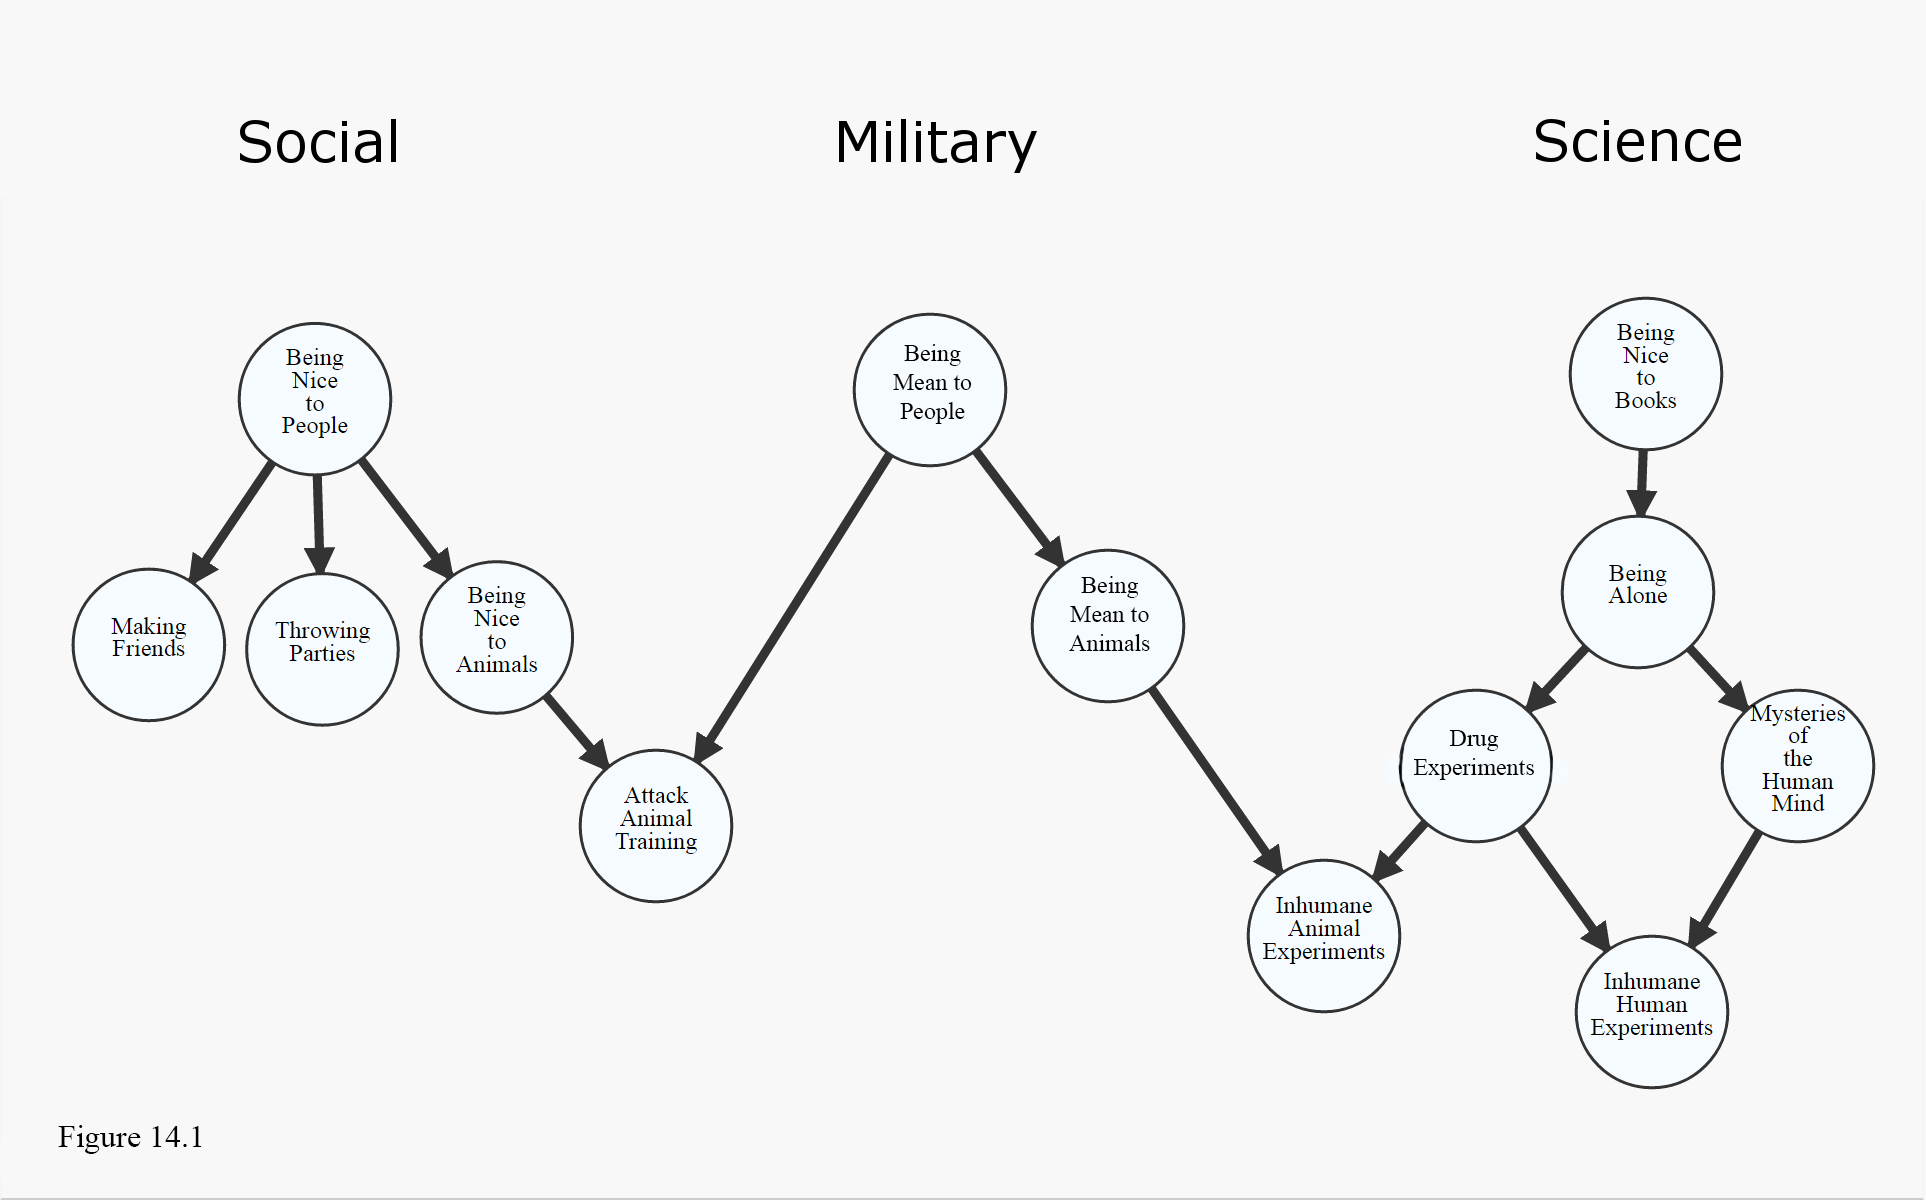 Social
Military
Science
Being
Nice
to
People
Being
Mean to
People
Being
Nice
to
Books
Making
Friends
Throwing
Parties
Being
Nice
to
Animals
Being
Mean to
Animals
Being
Alone
Attack
Animal
Training
Drug
Experiments
Mysteries
of
the
Human
Mind
Inhumane
Animal
Experiments
Inhumane
Human
Experiments
Figure 14.1